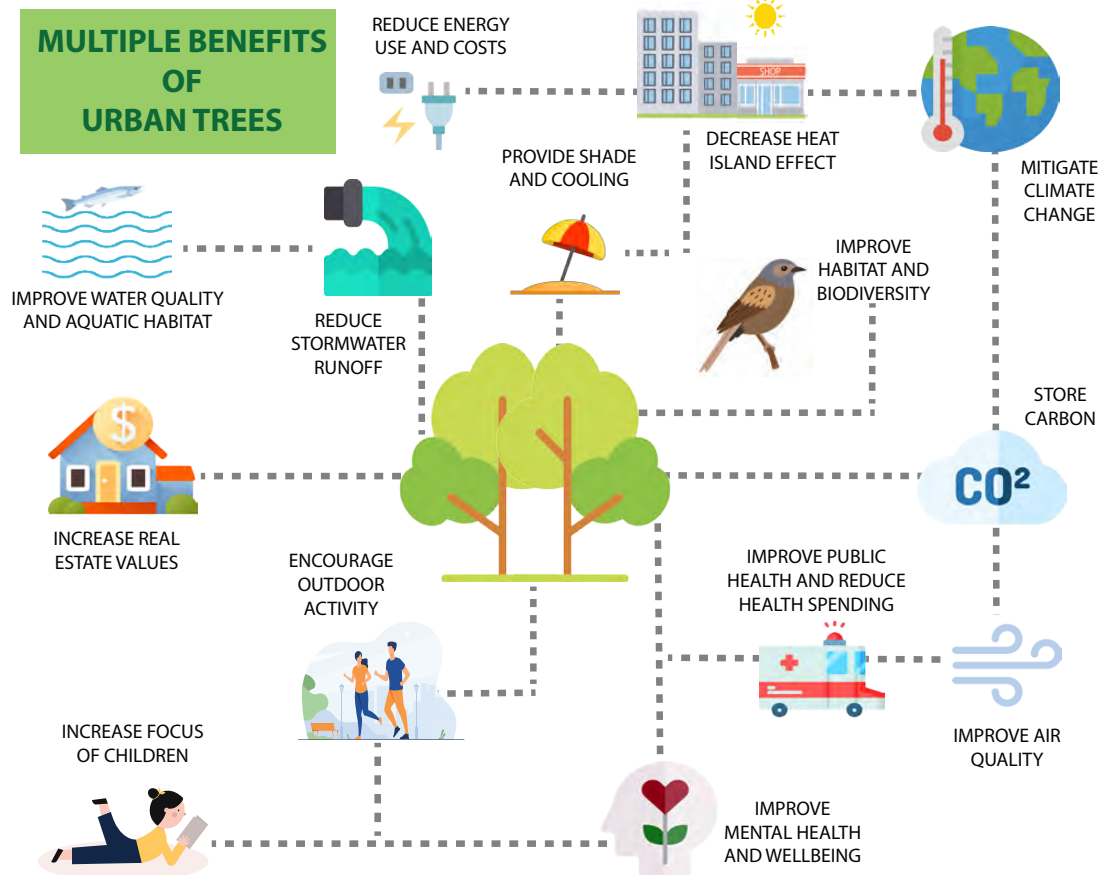 MULTIPLE BENEFITS
OF
URBAN TREES
REDUCE ENERGY
USE AND COSTS
SHOP
DECREASE HEAT
ISLAND EFFECT
PROVIDE SHADE
AND COOLING
MITIGATE
CLIMATE
CHANGE
IMPROVE WATER QUALITY
AND AQUATIC HABITAT
REDUCE
STORMWATER
RUNOFF
IMPROVE
HABITAT AND
BIODIVERSITY
STORE
CARBON
CO²
$
INCREASE REAL
ESTATE VALUES
ENCOURAGE
OUTDOOR
ACTIVITY
IMPROVE PUBLIC
HEALTH AND REDUCE
HEALTH SPENDING
IMPROVE AIR
QUALITY
INCREASE FOCUS
OF CHILDREN
IMPROVE
MENTAL HEALTH
AND WELLBEING